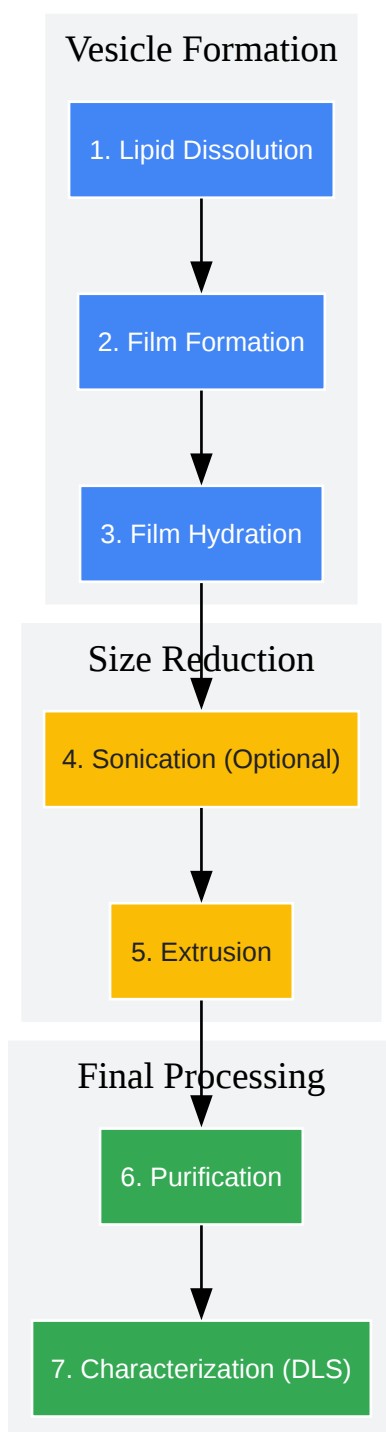 Vesicle Formation
1. Lipid Dissolution
2. Film Formation
3. Film Hydration
Size Reduction
4. Sonication (Optional)
5. Extrusion
Final Processing
6. Purification
7. Characterization (DLS)